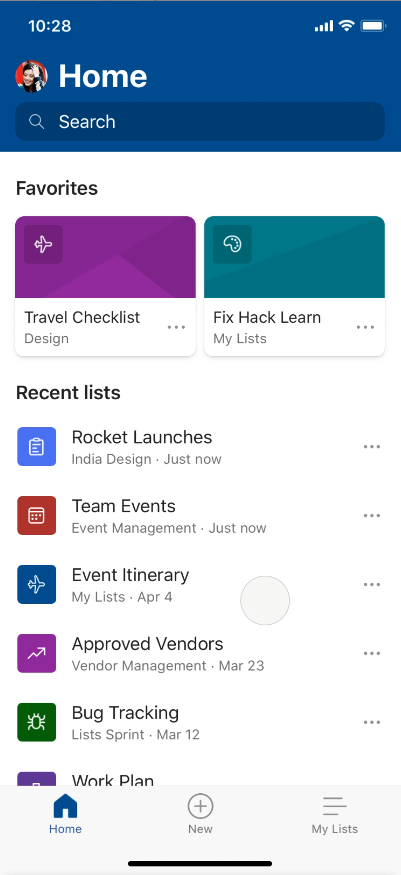 10:28
Home
Search
Favorites
Travel Checklist
Design
Fix Hack Learn
My Lists
Recent lists
Rocket Launches
India Design · Just now
Team Events
Event Management · Just now
Event Itinerary
My Lists · Apr 4
Approved Vendors
Vendor Management · Mar 23
Bug Tracking
Lists Sprint · Mar 12
Work Plan
Home
New
My Lists